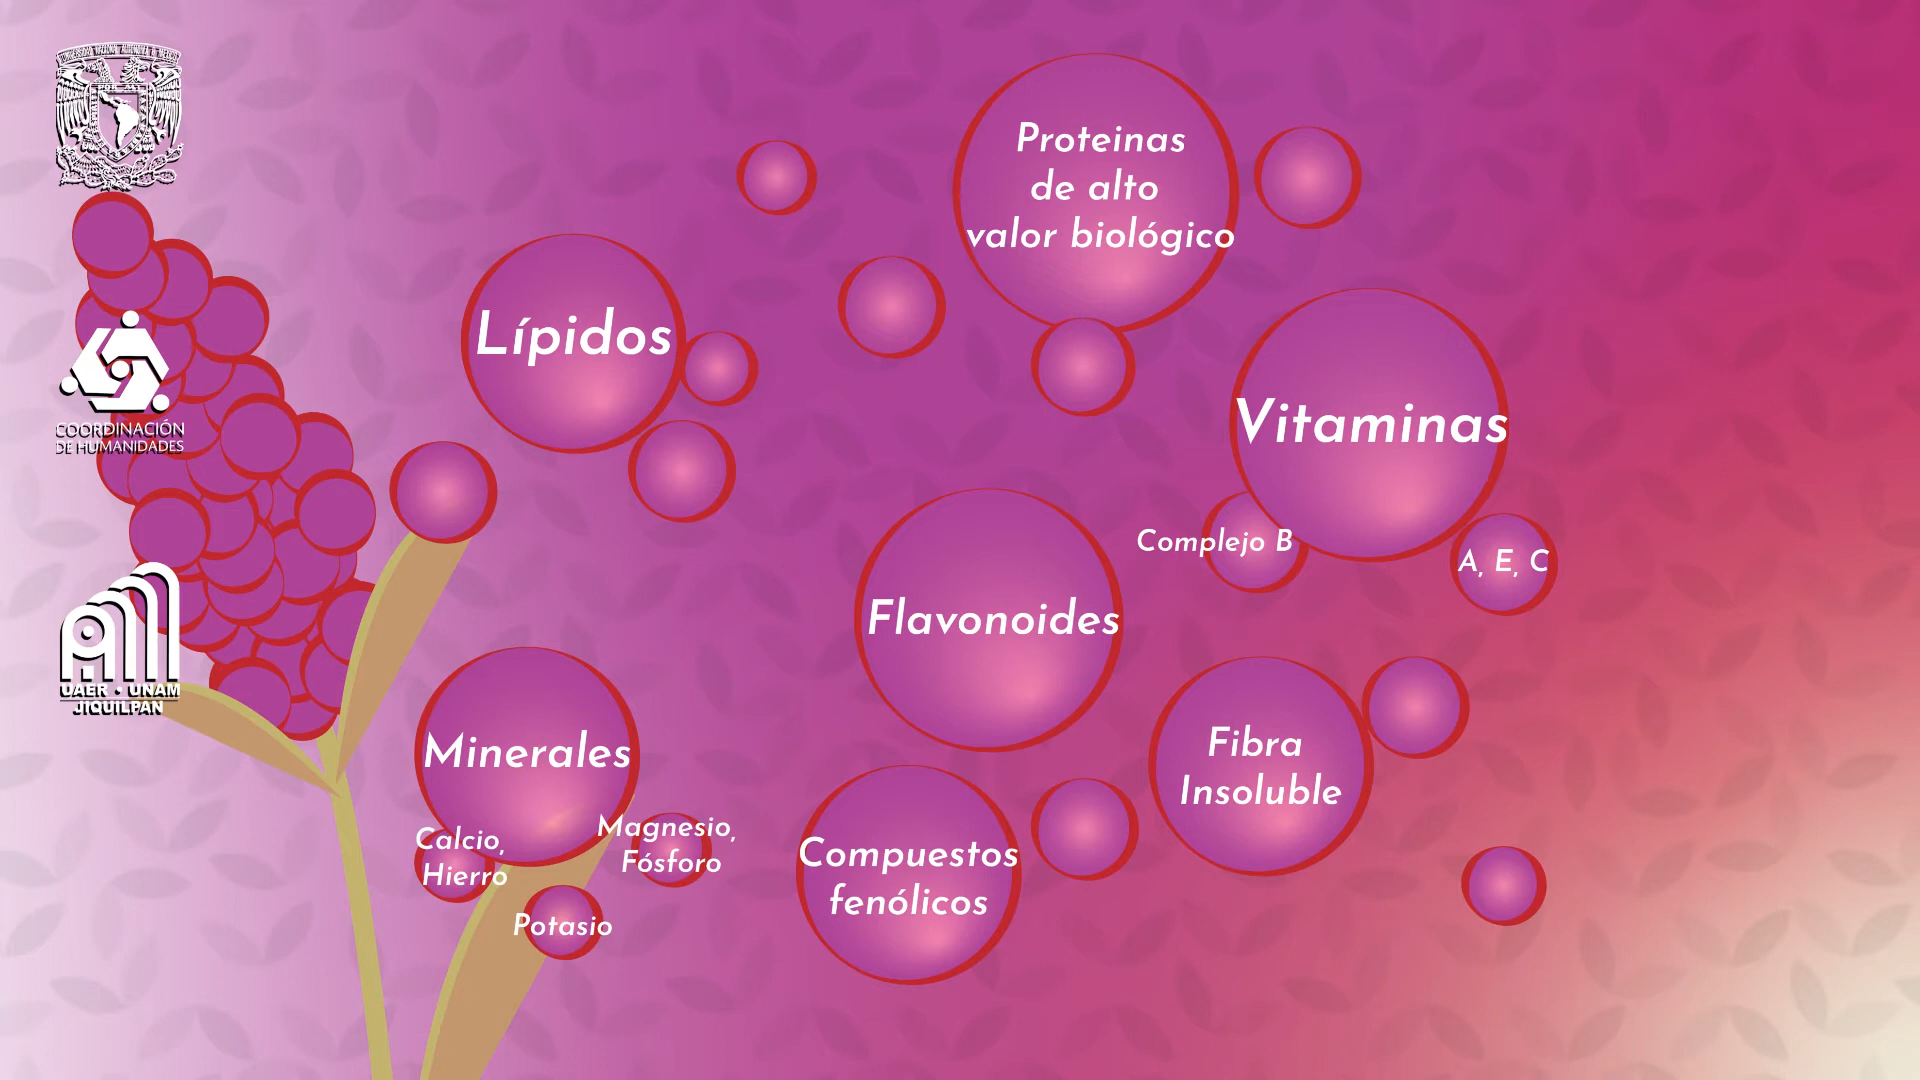 COORDINACIÓN
DE HUMANIDADES
UAER • UNAM
JIQUILPAN
Lípidos
Proteinas
de alto
valor biológico
Vitaminas
Complejo B
A, E, C
Flavonoides
Minerales
Calcio,
Hierro
Magnesio,
Fósforo
Potasio
Compuestos
fenólicos
Fibra
Insoluble